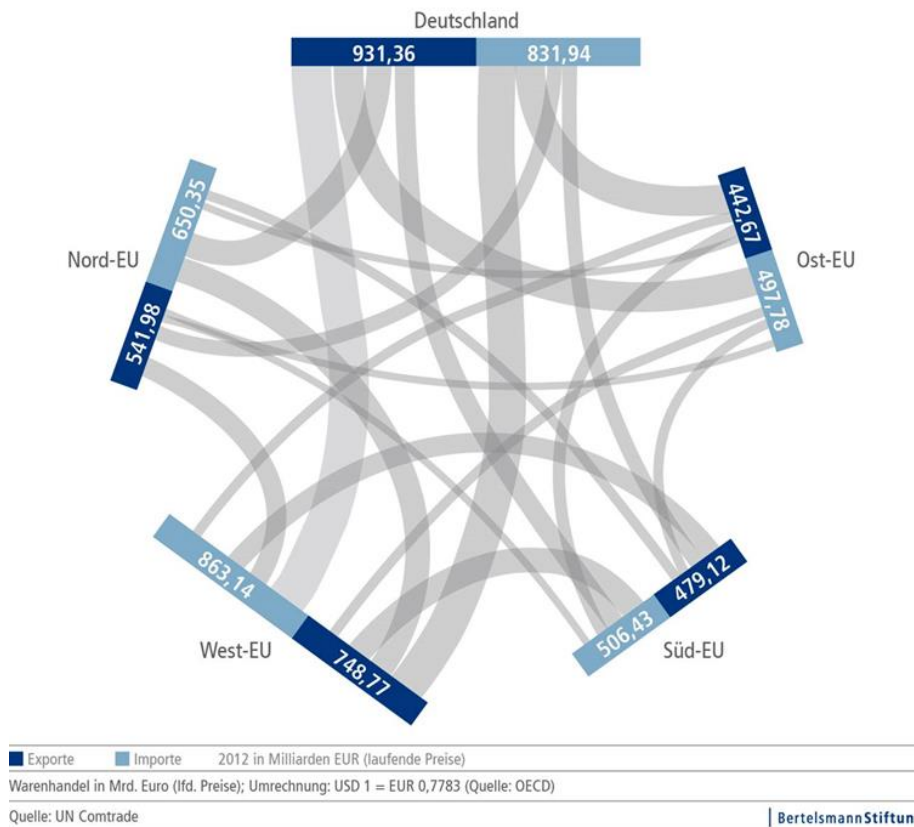 Deutschland
931,36
831,94
650,35
Nord-EU
541,98
442,67
Ost-EU
497,78
863,14
West-EU
748,77
479,12
506,43
Süd-EU
Exporte Importe 2012 in Milliarden EUR (laufende Preise)
Warenhandel in Mrd. Euro (lfd. Preise); Umrechnung: USD 1 = EUR 0,7783 (Quelle: OECD)
Quelle: UN Comtrade
BertelsmannStiftun